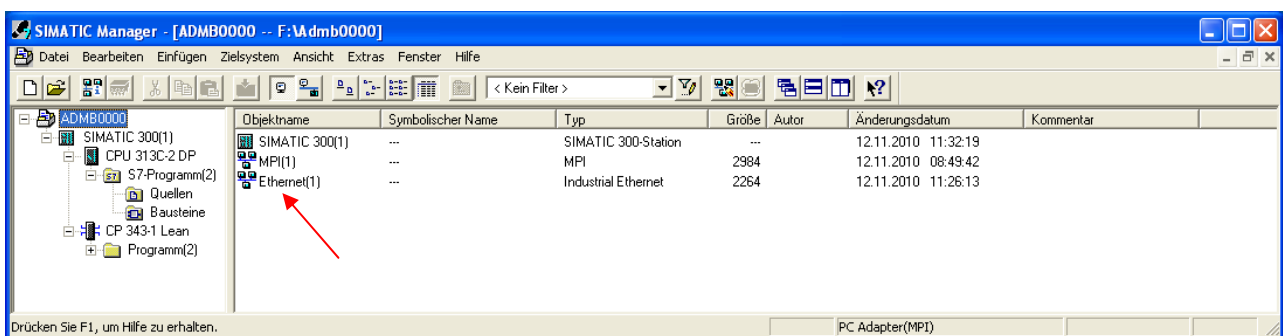 SIMATIC Manager - [ADMB0000 -- F:\Admb0000]
Datei Bearbeiten Einfügen Zielsystem Ansicht Extras Fenster Hilfe
< Kein Filter >
ADMB0000
SIMATIC 300(1)
CPU 313C-2 DP
S7-Programm(2)
Quellen
Bausteine
CP 343-1 Lean
Programm(2)
Objektname Symbolischer Name Typ Größe Autor Änderungsdatum Kommentar
SIMATIC 300(1) --- SIMATIC 300-Station --- 12.11.2010 11:32:19
MPI(1) --- MPI 2984 12.11.2010 08:49:42
Ethernet(1) --- Industrial Ethernet 2264 12.11.2010 11:26:13
Drücken Sie F1, um Hilfe zu erhalten. PC Adapter(MPI)